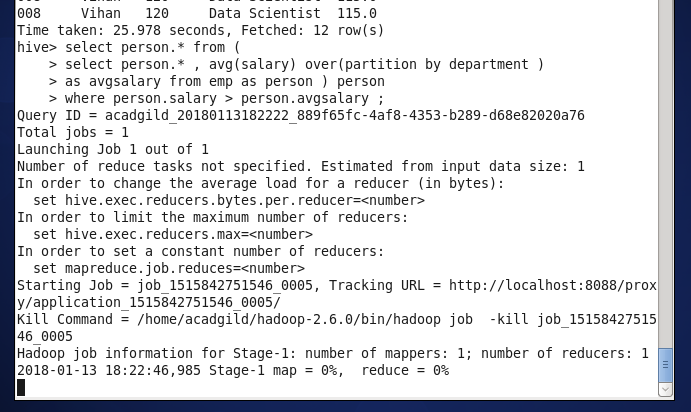 008     Vihan   120     Data Scientist  115.0
Time taken: 25.978 seconds, Fetched: 12 row(s)
hive> select person.* from (
    > select person.* , avg(salary) over(partition by department )
    > as avgsalary from emp as person ) person
    > where person.salary > person.avgsalary ;
Query ID = acadgild_20180113182222_889f65fc-4af8-4353-b289-d68e82020a76
Total jobs = 1
Launching Job 1 out of 1
Number of reduce tasks not specified. Estimated from input data size: 1
In order to change the average load for a reducer (in bytes):
  set hive.exec.reducers.bytes.per.reducer=<number>
In order to limit the maximum number of reducers:
  set hive.exec.reducers.max=<number>
In order to set a constant number of reducers:
  set mapreduce.job.reduces=<number>
Starting Job = job_1515842751546_0005, Tracking URL = http://localhost:8088/prox
y/application_1515842751546_0005/
Kill Command = /home/acadgild/hadoop-2.6.0/bin/hadoop job  -kill job_15158427515
46_0005
Hadoop job information for Stage-1: number of mappers: 1; number of reducers: 1
2018-01-13 18:22:46,985 Stage-1 map = 0%,  reduce = 0%